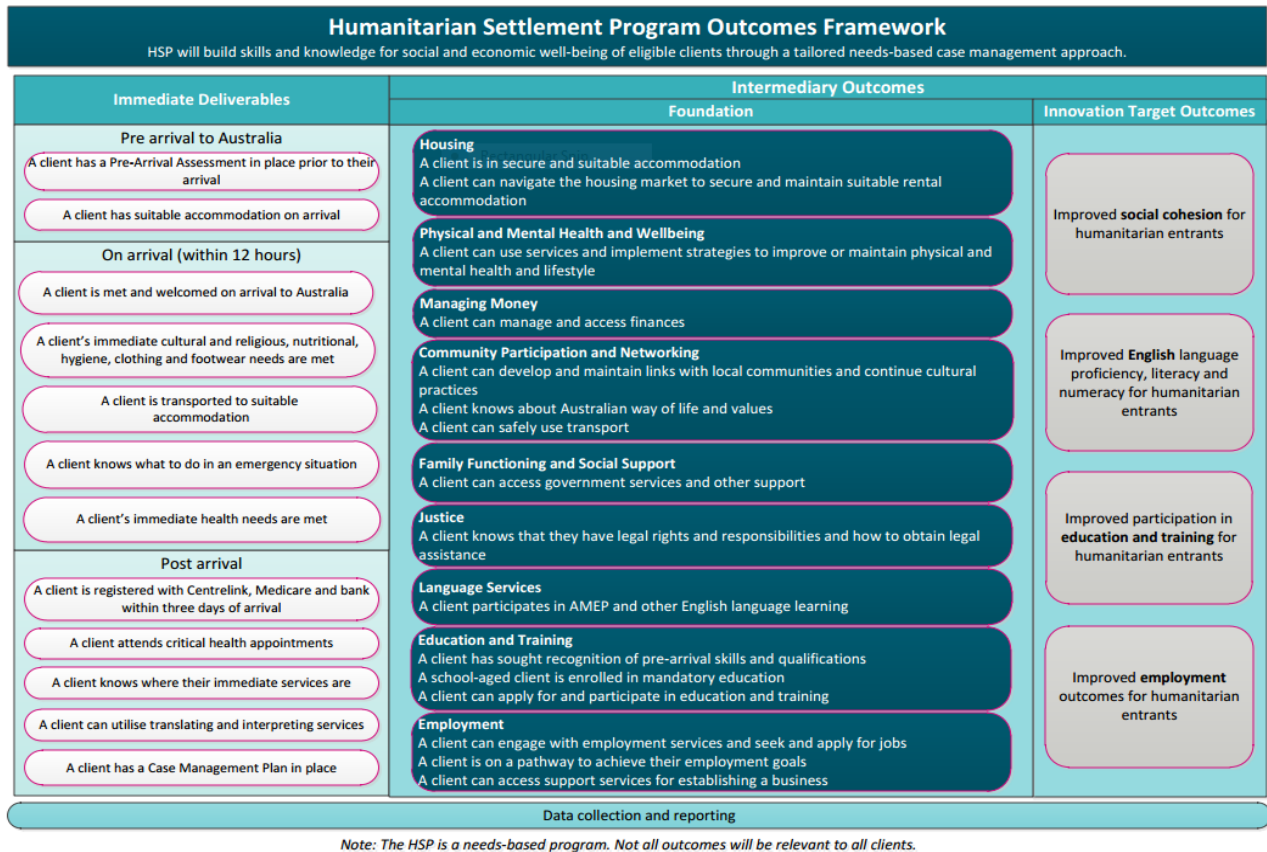 Humanitarian Settlement Program Outcomes Framework
HSP will build skills and knowledge for social and economic well-being of eligible clients through a tailored needs-based case management approach.
Immediate Deliverables
Pre arrival to Australia
A client has a Pre-Arrival Assessment in place prior to their
arrival
A client has suitable accommodation on arrival
On arrival (within 12 hours)
A client is met and welcomed on arrival to Australia
A client's immediate cultural and religious, nutritional,
hygiene, clothing and footwear needs are met
A client is transported to suitable
accommodation
A client knows what to do in an emergency situation
A client's immediate health needs are met
Post arrival
A client is registered with Centrelink, Medicare and bank
within three days of arrival
A client attends critical health appointments
A client knows where their immediate services are
A client can utilise translating and interpreting services
A client has a Case Management Plan in place
Intermediary Outcomes
Foundation
Housing
A client is in secure and suitable accommodation
A client can navigate the housing market to secure and maintain suitable rental
accommodation
Physical and Mental Health and Wellbeing
A client can use services and implement strategies to improve or maintain physical and
mental health and lifestyle
Managing Money
A client can manage and access finances
Community Participation and Networking
A client can develop and maintain links with local communities and continue cultural
practices
A client knows about Australian way of life and values
A client can safely use transport
Family Functioning and Social Support
A client can access government services and other support
Justice
A client knows that they have legal rights and responsibilities and how to obtain legal
assistance
Language Services
A client participates in AMEP and other English language learning
Education and Training
A client has sought recognition of pre-arrival skills and qualifications
A school-aged client is enrolled in mandatory education
A client can apply for and participate in education and training
Employment
A client can engage with employment services and seek and apply for jobs
A client is on a pathway to achieve their employment goals
A client can access support services for establishing a business
Innovation Target Outcomes
Improved social cohesion for
humanitarian entrants
Improved English language
proficiency, literacy and
numeracy for humanitarian
entrants
Improved participation in
education and training for
humanitarian entrants
Improved employment
outcomes for humanitarian
entrants
Data collection and reporting
Note: The HSP is a needs-based program. Not all outcomes will be relevant to all clients.